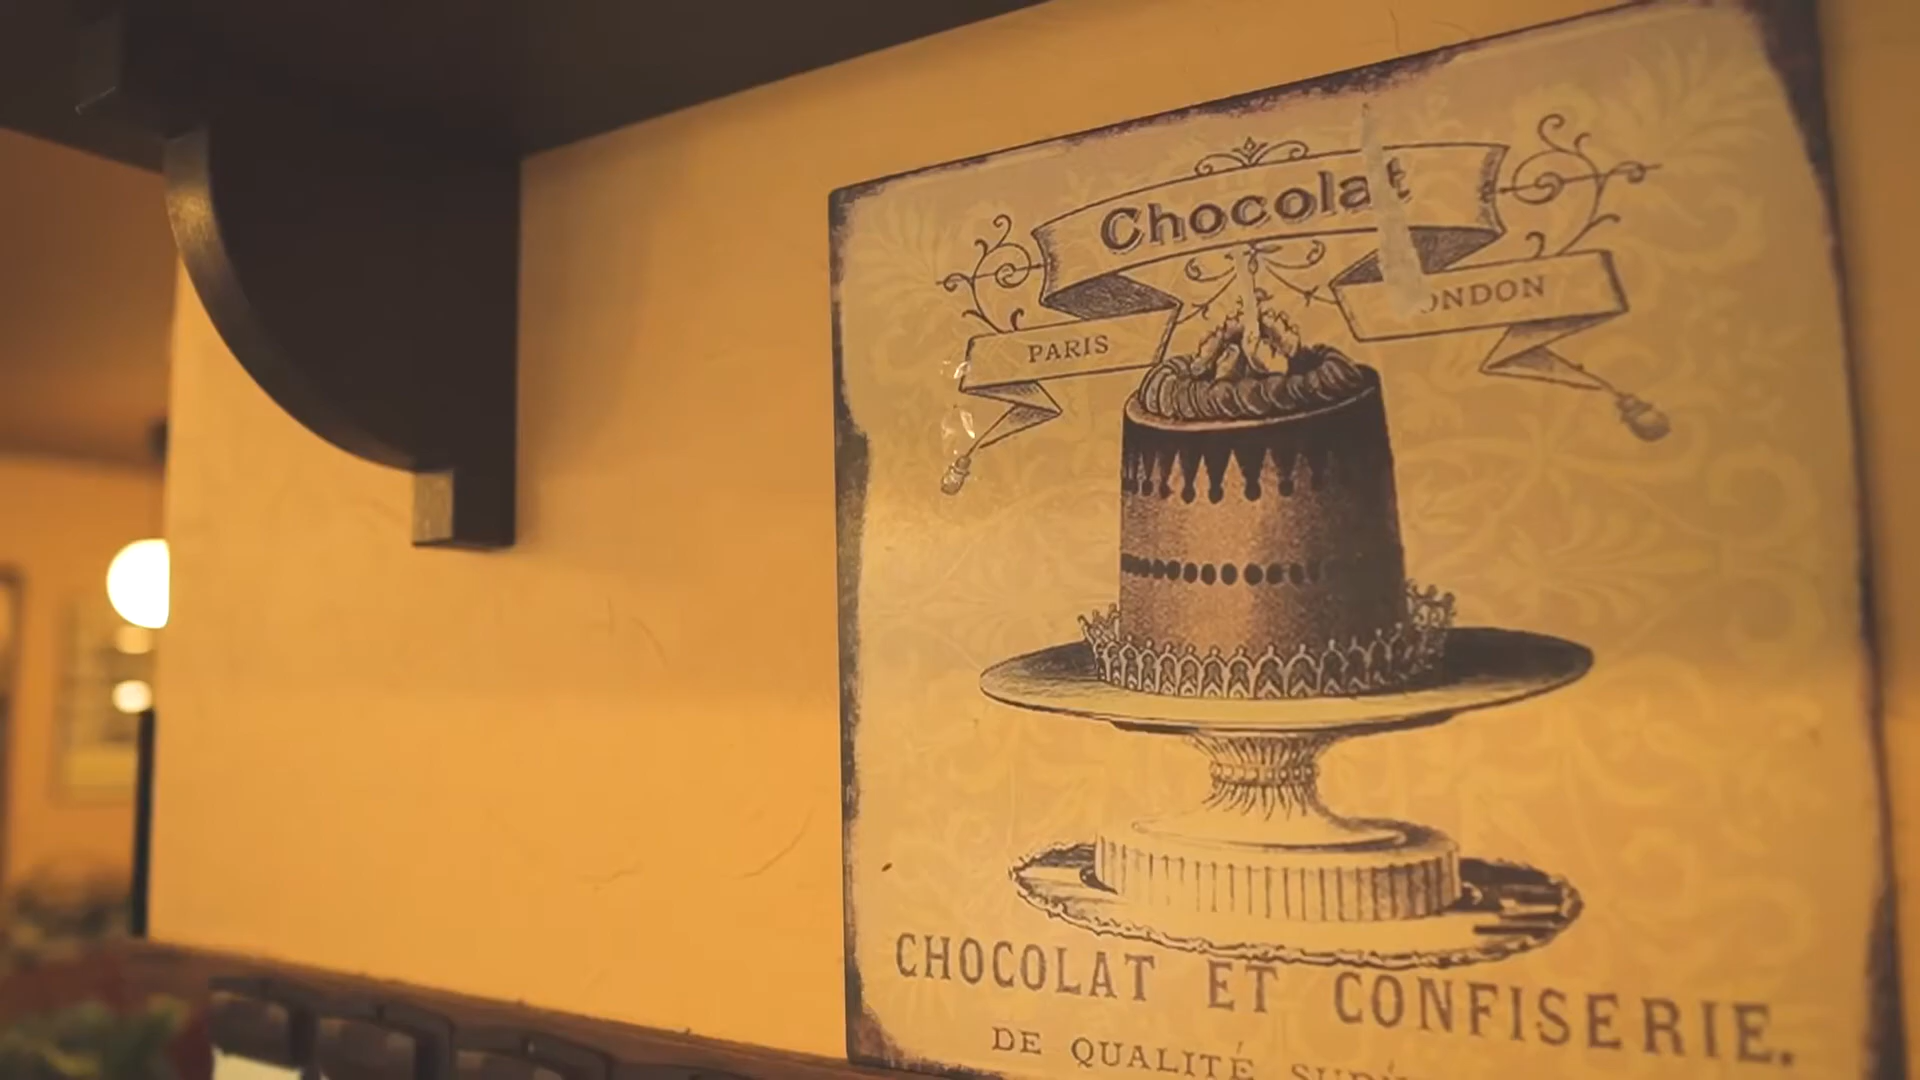 Chocolat
PARIS
ONDON
CHOCOLAT ET CONFISERIE.
DE QUALITÉ